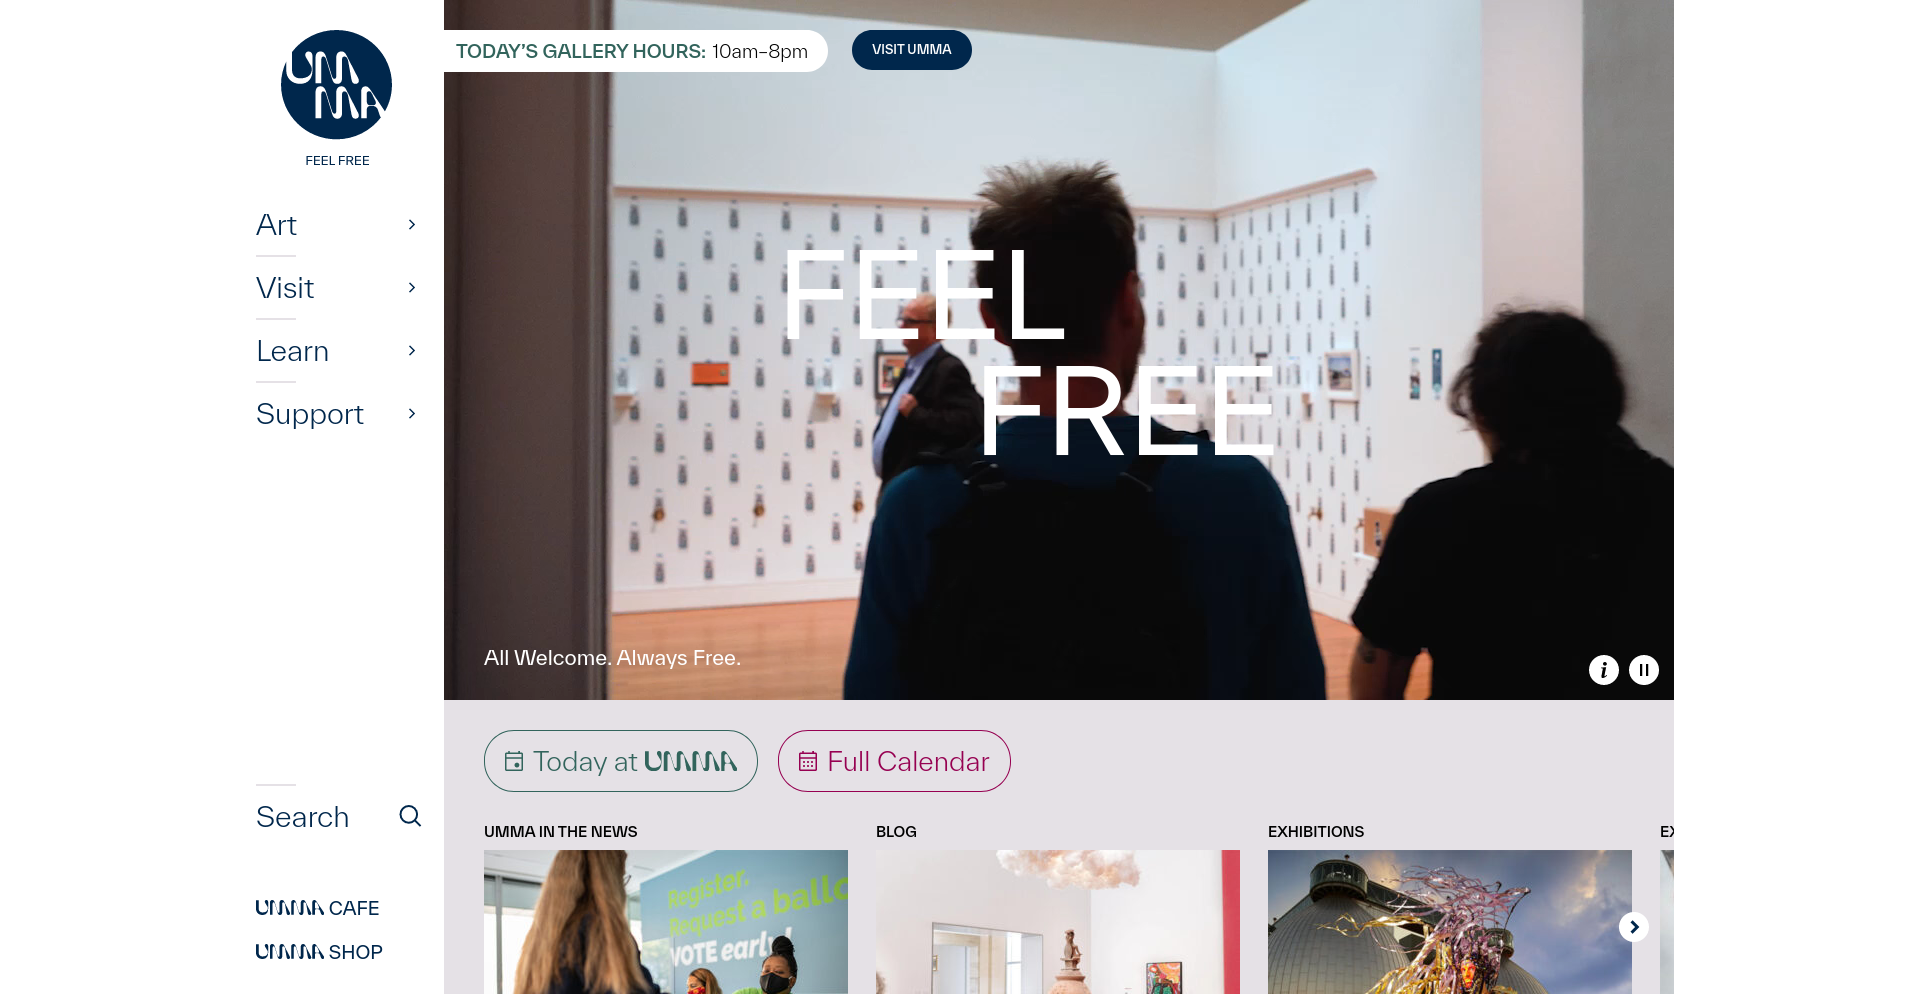 UMMA
FEEL FREE
Art
Visit
Learn
Support
Search
UMMA CAFE
UMMA SHOP
TODAY'S GALLERY HOURS: 10am–8pm
VISIT UMMA
FEEL
FREE
All Welcome. Always Free.
Today at UMMA
Full Calendar
UMMA IN THE NEWS
BLOG
EXHIBITIONS
Register.
Request a
VOTE early!